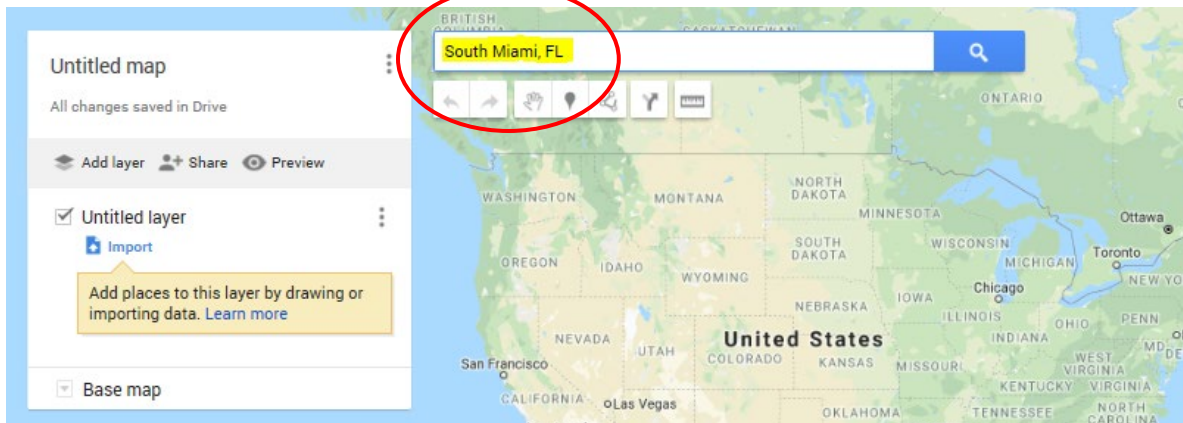 Untitled map
All changes saved in Drive
Add layer Share Preview
Untitled layer
Import
Add places to this layer by drawing or
importing data. Learn more
Base map
South Miami, FL
BRITISH
COLUMBIA
SASKATCHEWAN
ONTARIO
WASHINGTON
MONTANA
NORTH
DAKOTA
MINNESOTA
Ottawa
OREGON
IDAHO
WYOMING
SOUTH
DAKOTA
WISCONSIN
MICHIGAN
Toronto
NEW YO
Chicago
NEBRASKA
IOWA
ILLINOIS
INDIANA
OHIO
PENN
NEVADA
UTAH
United States
COLORADO
KANSAS
MISSOURI
WEST
VIRGINIA
MD
DE
San Francisco
KENTUCKY
VIRGINIA
CALIFORNIA
Las Vegas
OKLAHOMA
TENNESSEE
NORTH
CAROLINA